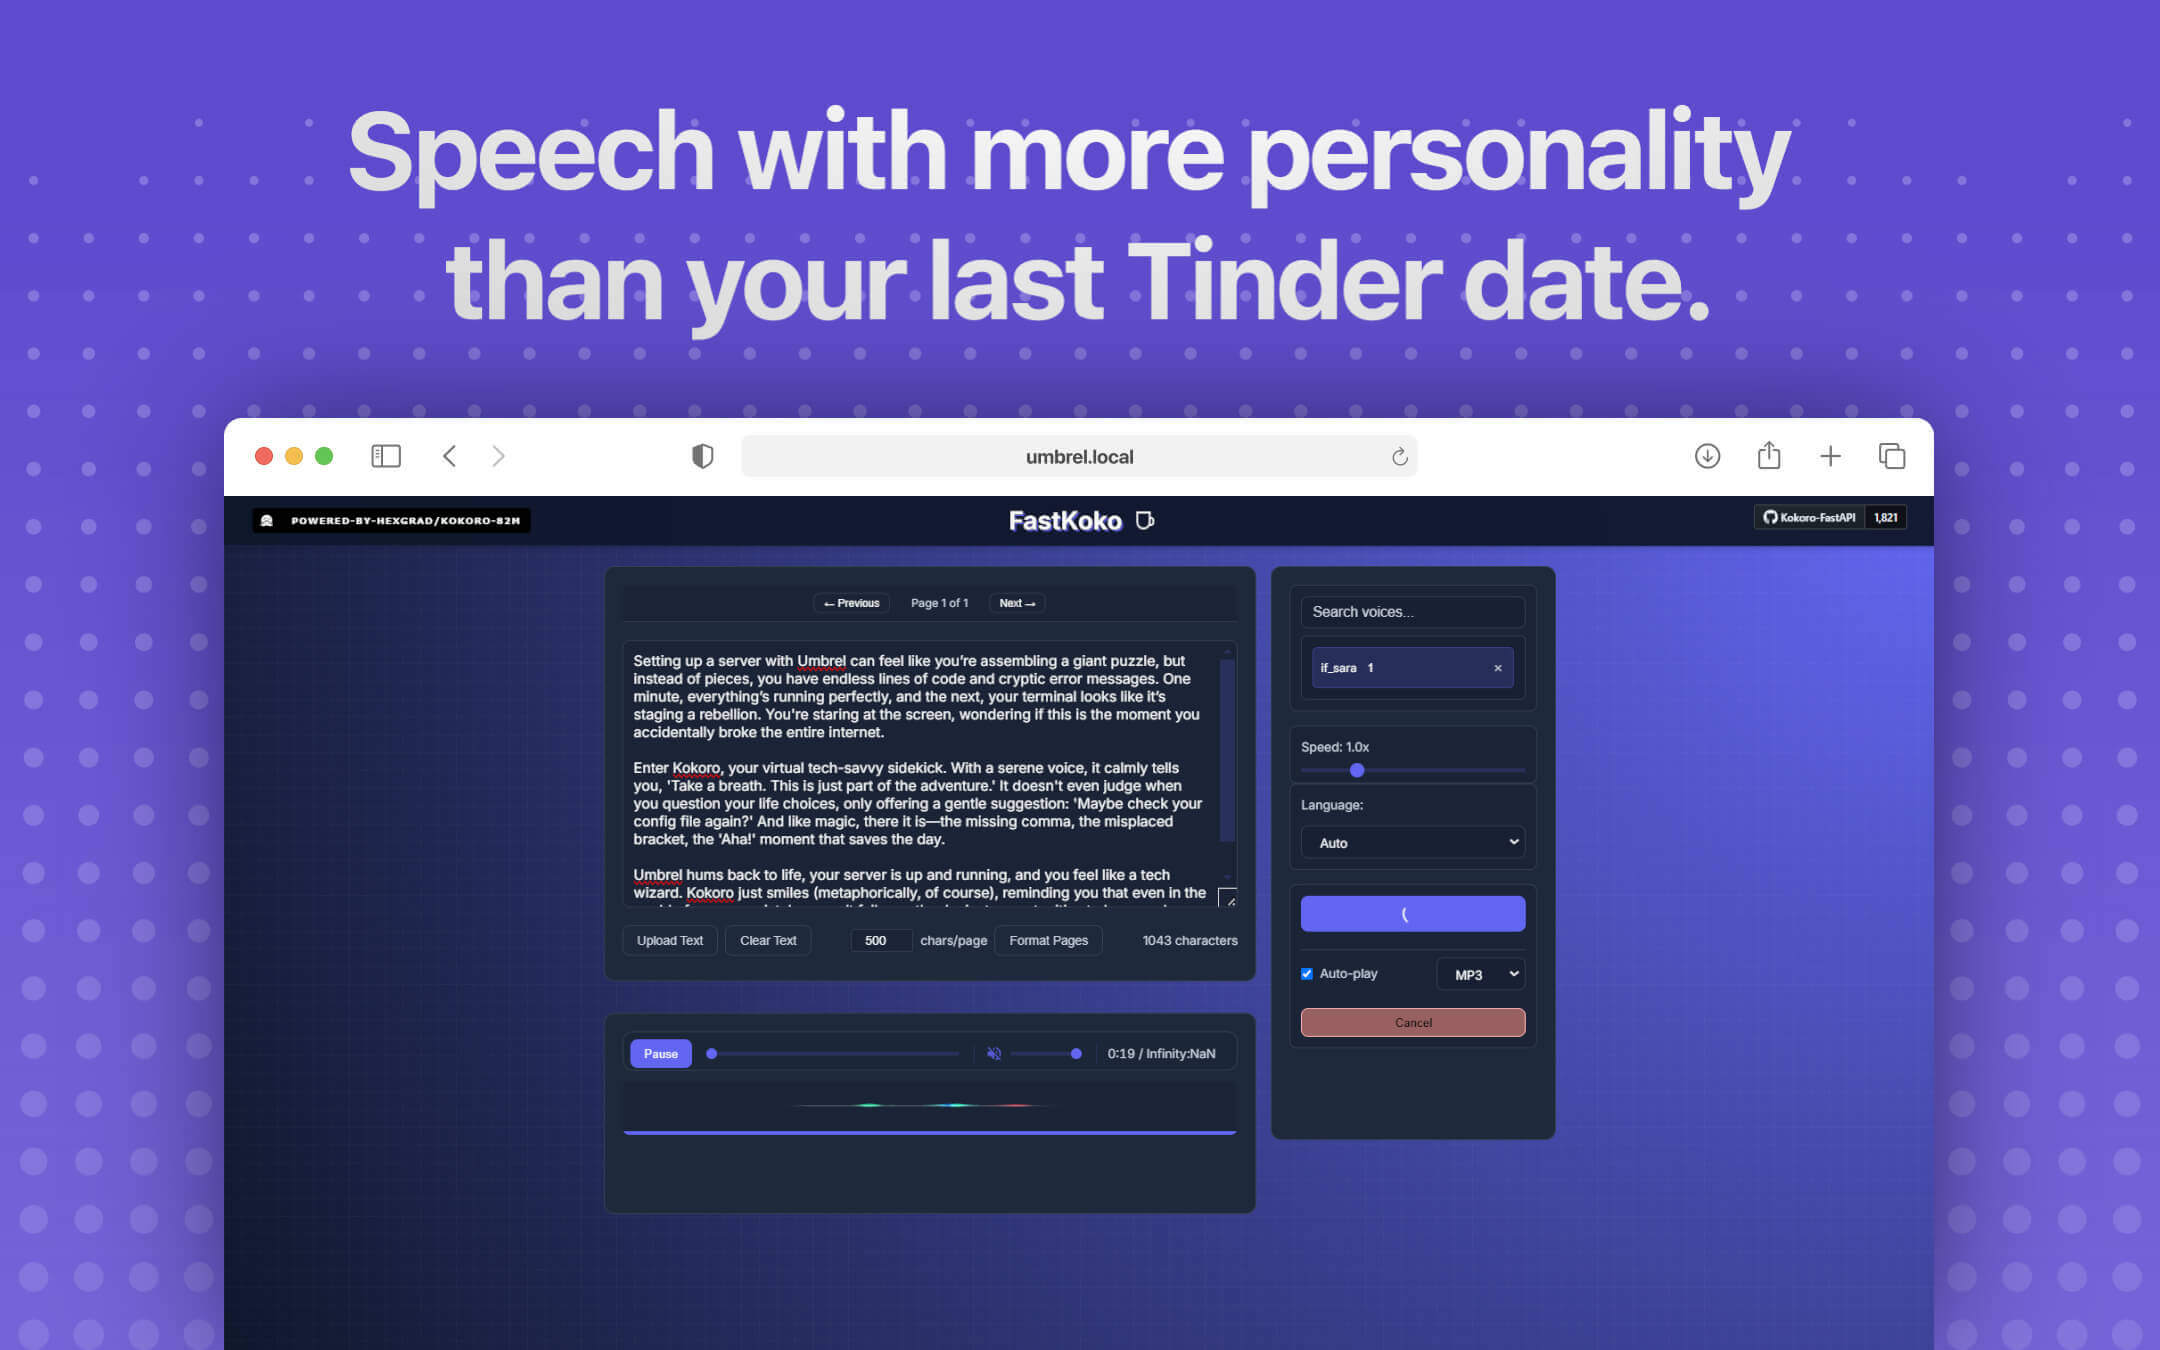 Speech with more personality
than your last Tinder date.
umbrel.local
POWERED-BY-HEXGRAD/KOKORO-82M
FastKoko
Kokoro-FastAPI 1,821
← Previous Page 1 of 1 Next →
Setting up a server with Umbrel can feel like you’re assembling a giant puzzle, but
instead of pieces, you have endless lines of code and cryptic error messages. One
minute, everything’s running perfectly, and the next, your terminal looks like it’s
staging a rebellion. You're staring at the screen, wondering if this is the moment you
accidentally broke the entire internet.
Enter Kokoro, your virtual tech-savvy sidekick. With a serene voice, it calmly tells
you, 'Take a breath. This is just part of the adventure.' It doesn't even judge when
you question your life choices, only offering a gentle suggestion: 'Maybe check your
config file again?' And like magic, there it is—the missing comma, the misplaced
bracket, the 'Aha!' moment that saves the day.
Umbrel hums back to life, your server is up and running, and you feel like a tech
wizard. Kokoro just smiles (metaphorically, of course), reminding you that even in the
Upload Text Clear Text 500 chars/page Format Pages 1043 characters
Pause 0:19 / Infinity:NaN
Search voices...
if_sara 1 ×
Speed: 1.0x
Language:
Auto
Auto-play MP3
Cancel